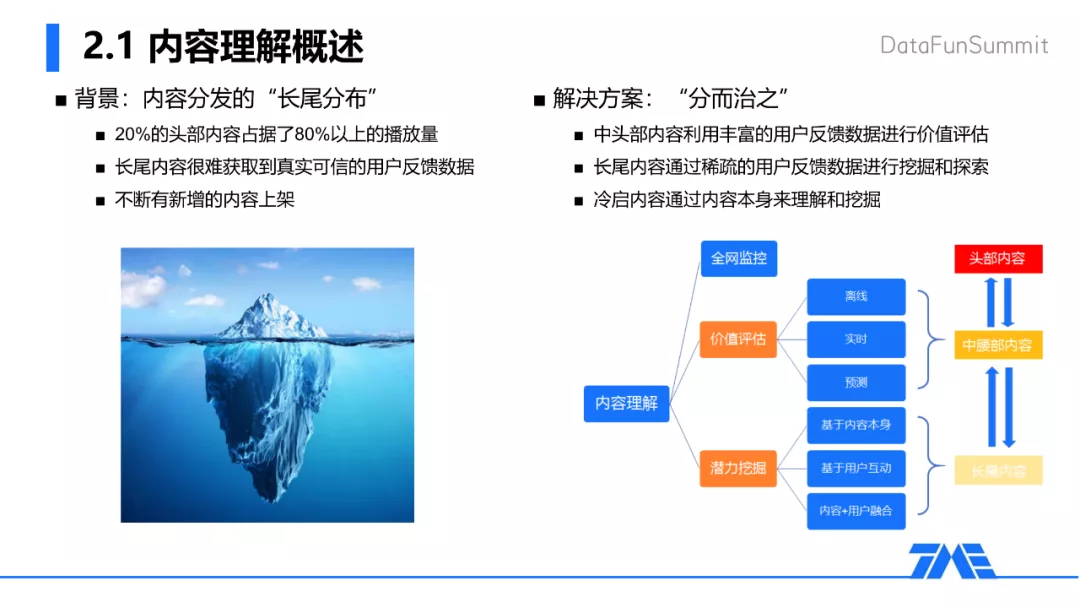 2.1 内容理解概述
DataFunSummit
■ 背景：内容分发的“长尾分布”
■ 20%的头部内容占据了80%以上的播放量
■ 长尾内容很难获取到真实可信的用户反馈数据
■ 不断有新增的内容上架
■ 解决方案：“分而治之”
■ 中头部内容利用丰富的用户反馈数据进行价值评估
■ 长尾内容通过稀疏的用户反馈数据进行挖掘和探索
■ 冷启内容通过内容本身来理解和挖掘
内容理解
全网监控
价值评估
离线
实时
预测
潜力挖掘
基于内容本身
基于用户互动
内容+用户融合
头部内容
中腰部内容
长尾内容
TME